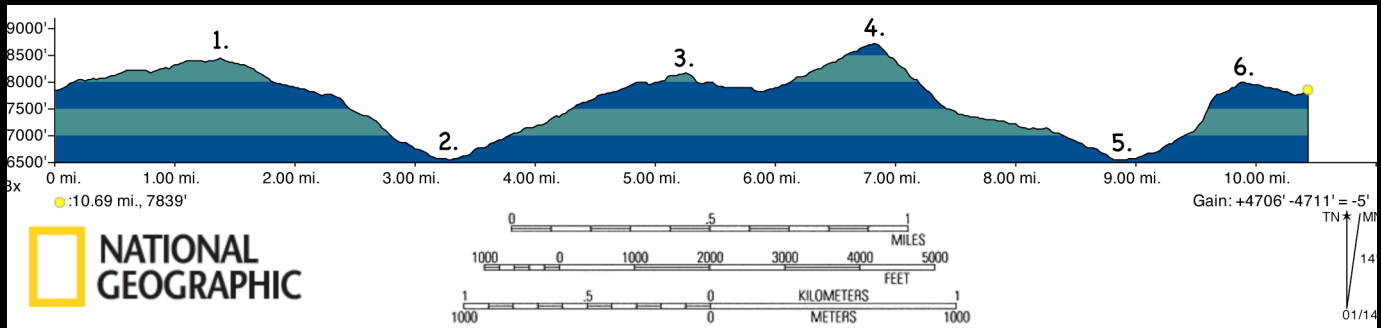 9000'
8500'
8000'
7500'
7000'
6500'
1.
2.
3.
4.
5.
6.
0 mi. 1.00 mi. 2.00 mi. 3.00 mi. 4.00 mi. 5.00 mi. 6.00 mi. 7.00 mi. 8.00 mi. 9.00 mi. 10.00 mi.
3x
:10.69 mi., 7839'
Gain: +4706' -4711' = -5'
TN MN
14
01/14
NATIONAL
GEOGRAPHIC
0 .5 1
MILES
1000 0 1000 2000 3000 4000 5000
FEET
1 .5 0 KILOMETERS 1
1000 0 METERS 1000